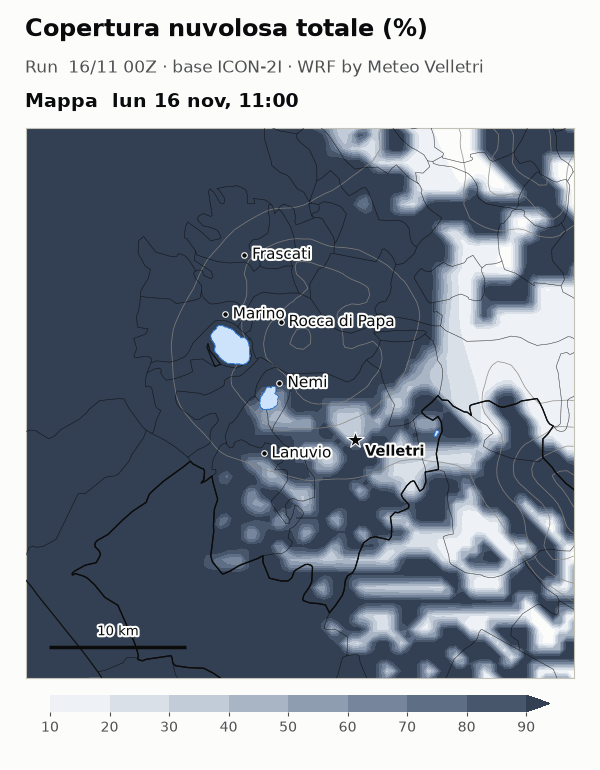 Copertura nuvolosa totale (%)
Run  16/11 00Z · base ICON-2I · WRF by Meteo Velletri
Mappa  lun 16 nov, 11:00
Frascati
Marino
Rocca di Papa
Nemi
Velletri
Lanuvio
10 km
10 20 30 40 50 60 70 80 90